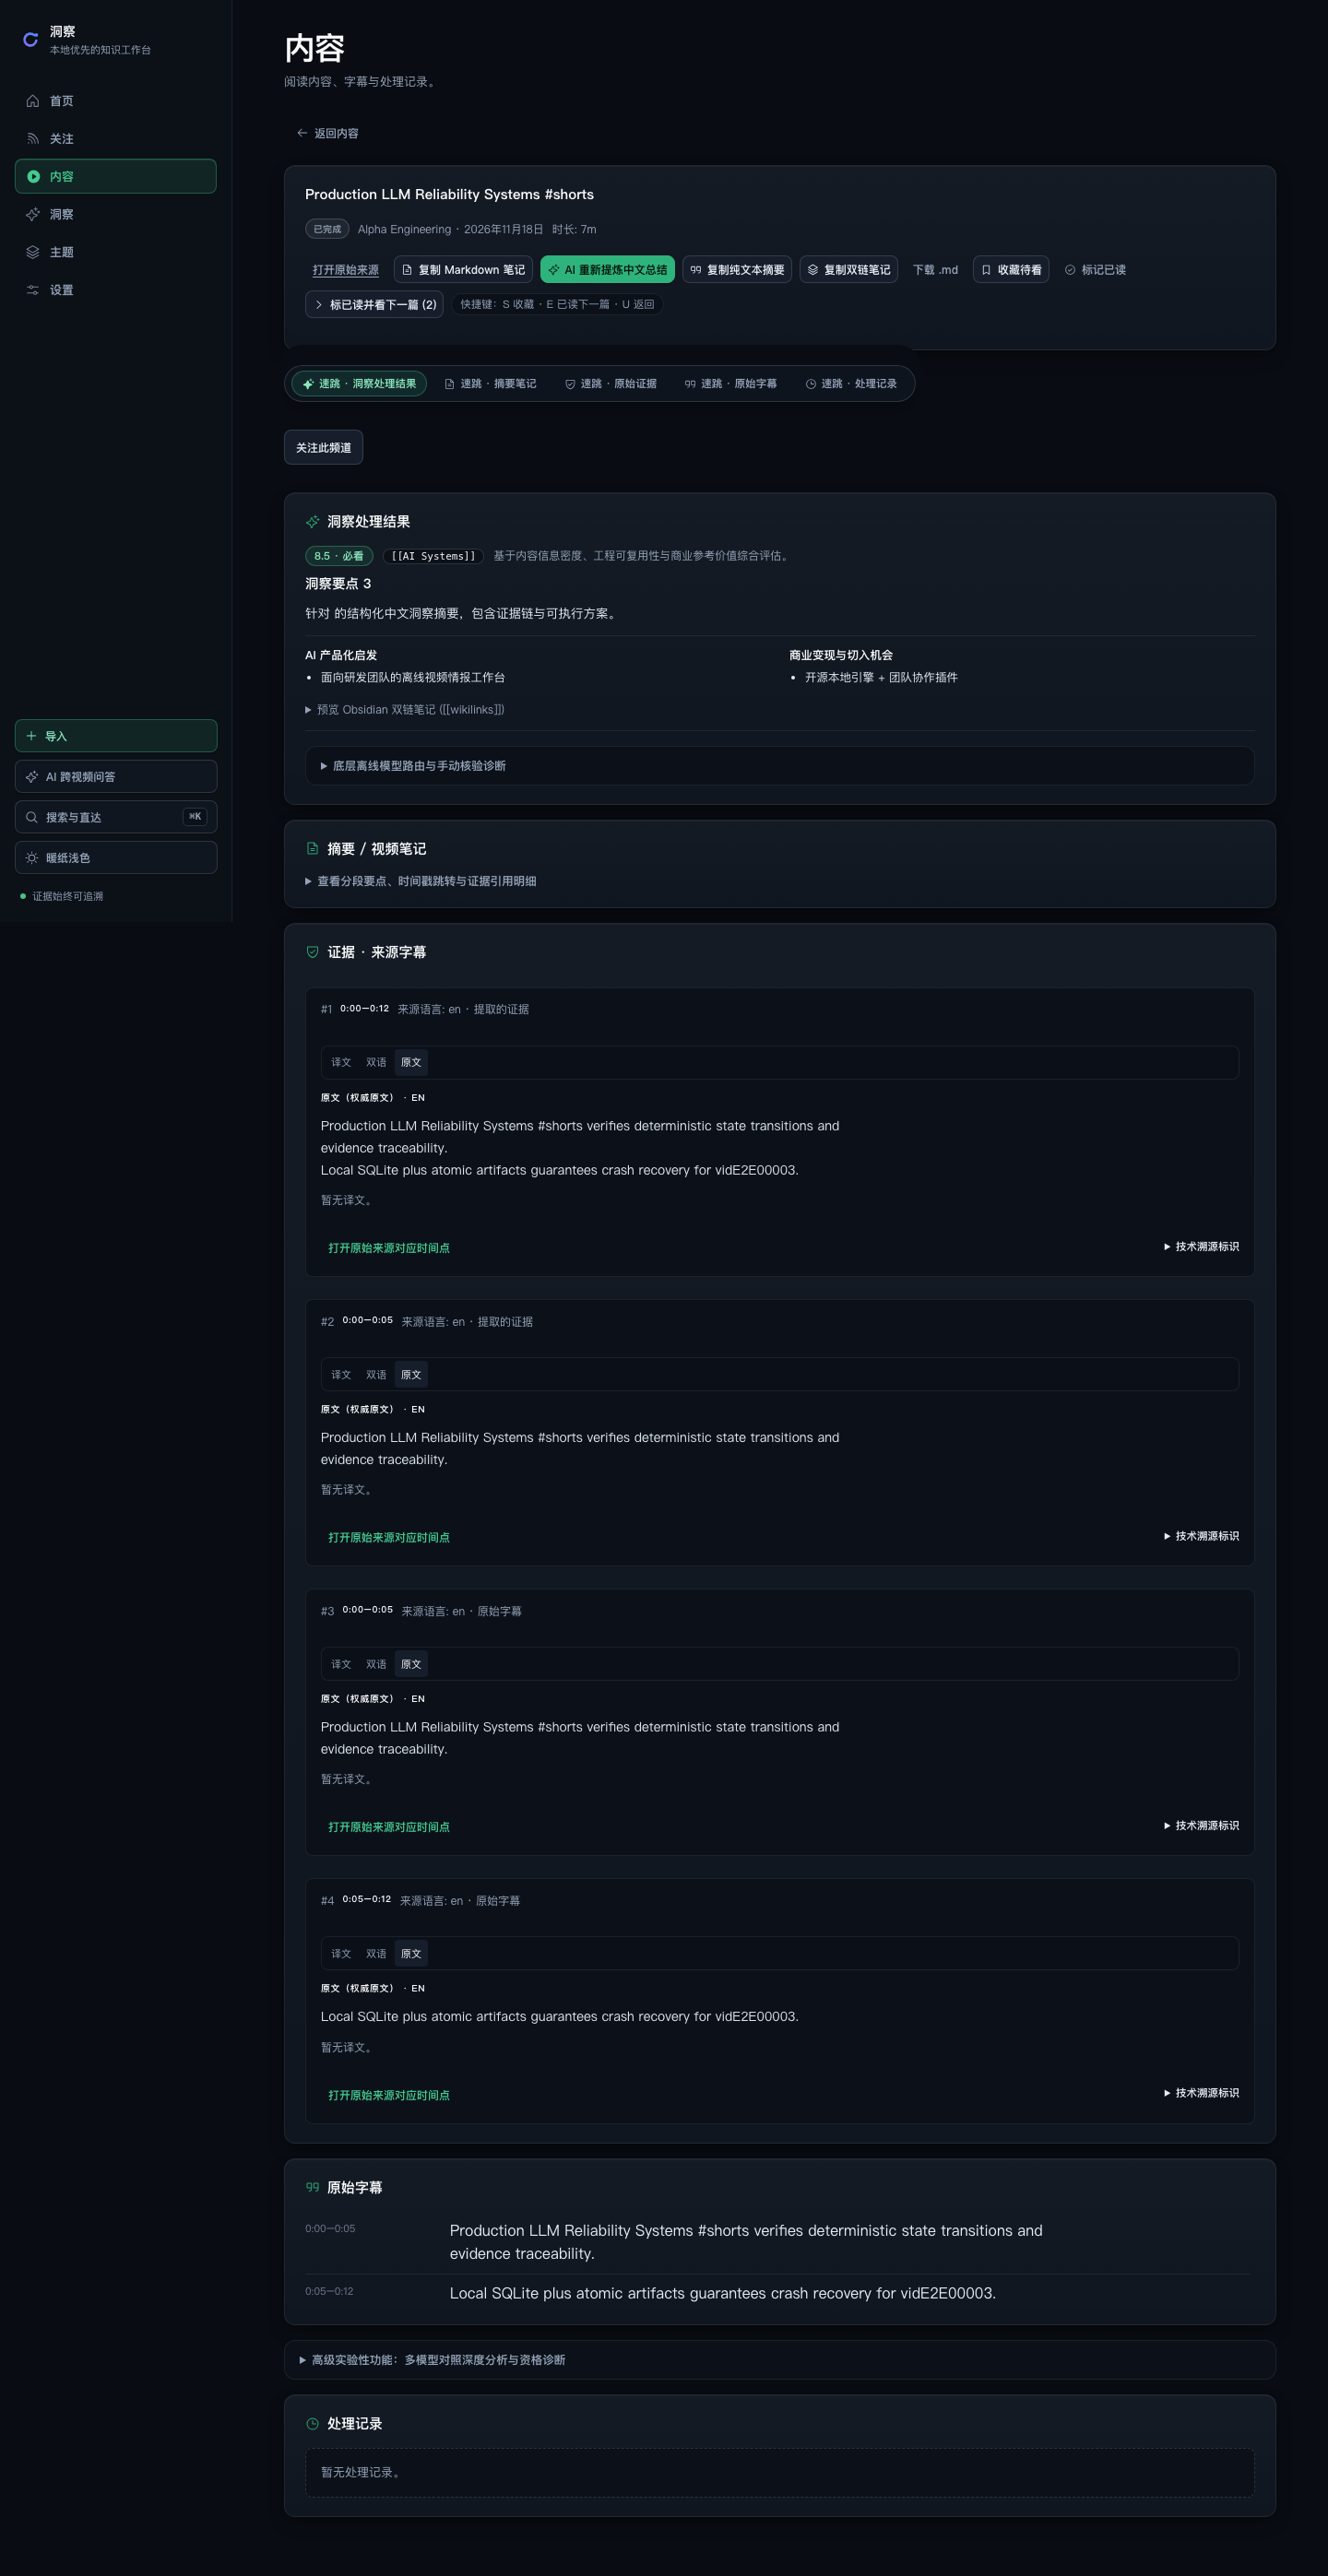 洞察
本地优先的知识工作台
首页
关注
内容
洞察
主题
设置
导入
AI 跨视频问答
搜索与直达 ⌘K
暖纸浅色
证据始终可追溯
内容
阅读内容、字幕与处理记录。
返回内容
Production LLM Reliability Systems #shorts
已完成 Alpha Engineering · 2026年11月18日 时长: 7m
打开原始来源 复制 Markdown 笔记 AI 重新提炼中文总结 复制纯文本摘要 复制双链笔记 下载 .md 收藏待看 标记已读
标已读并看下一篇 (2) 快捷键：S 收藏 · E 已读下一篇 · U 返回
速跳 · 洞察处理结果 速跳 · 摘要笔记 速跳 · 原始证据 速跳 · 原始字幕 速跳 · 处理记录
关注此频道
洞察处理结果
8.5 · 必看 [[AI Systems]] 基于内容信息密度、工程可复用性与商业参考价值综合评估。
洞察要点 3
针对 的结构化中文洞察摘要，包含证据链与可执行方案。
AI 产品化启发
• 面向研发团队的离线视频情报工作台
商业变现与切入机会
• 开源本地引擎 + 团队协作插件
预览 Obsidian 双链笔记 ([[wikilinks]])
底层离线模型路由与手动核验诊断
摘要 / 视频笔记
查看分段要点、时间戳跳转与证据引用明细
证据 · 来源字幕
#1 0:00—0:12 来源语言: en · 提取的证据
译文 双语 原文
原文（权威原文） · EN
Production LLM Reliability Systems #shorts verifies deterministic state transitions and
evidence traceability.
Local SQLite plus atomic artifacts guarantees crash recovery for vidE2E00003.
暂无译文。
打开原始来源对应时间点 技术溯源标识
#2 0:00—0:05 来源语言: en · 提取的证据
译文 双语 原文
原文（权威原文） · EN
Production LLM Reliability Systems #shorts verifies deterministic state transitions and
evidence traceability.
暂无译文。
打开原始来源对应时间点 技术溯源标识
#3 0:00—0:05 来源语言: en · 原始字幕
译文 双语 原文
原文（权威原文） · EN
Production LLM Reliability Systems #shorts verifies deterministic state transitions and
evidence traceability.
暂无译文。
打开原始来源对应时间点 技术溯源标识
#4 0:05—0:12 来源语言: en · 原始字幕
译文 双语 原文
原文（权威原文） · EN
Local SQLite plus atomic artifacts guarantees crash recovery for vidE2E00003.
暂无译文。
打开原始来源对应时间点 技术溯源标识
原始字幕
0:00—0:05 Production LLM Reliability Systems #shorts verifies deterministic state transitions and
evidence traceability.
0:05—0:12 Local SQLite plus atomic artifacts guarantees crash recovery for vidE2E00003.
高级实验性功能：多模型对照深度分析与资格诊断
处理记录
暂无处理记录。